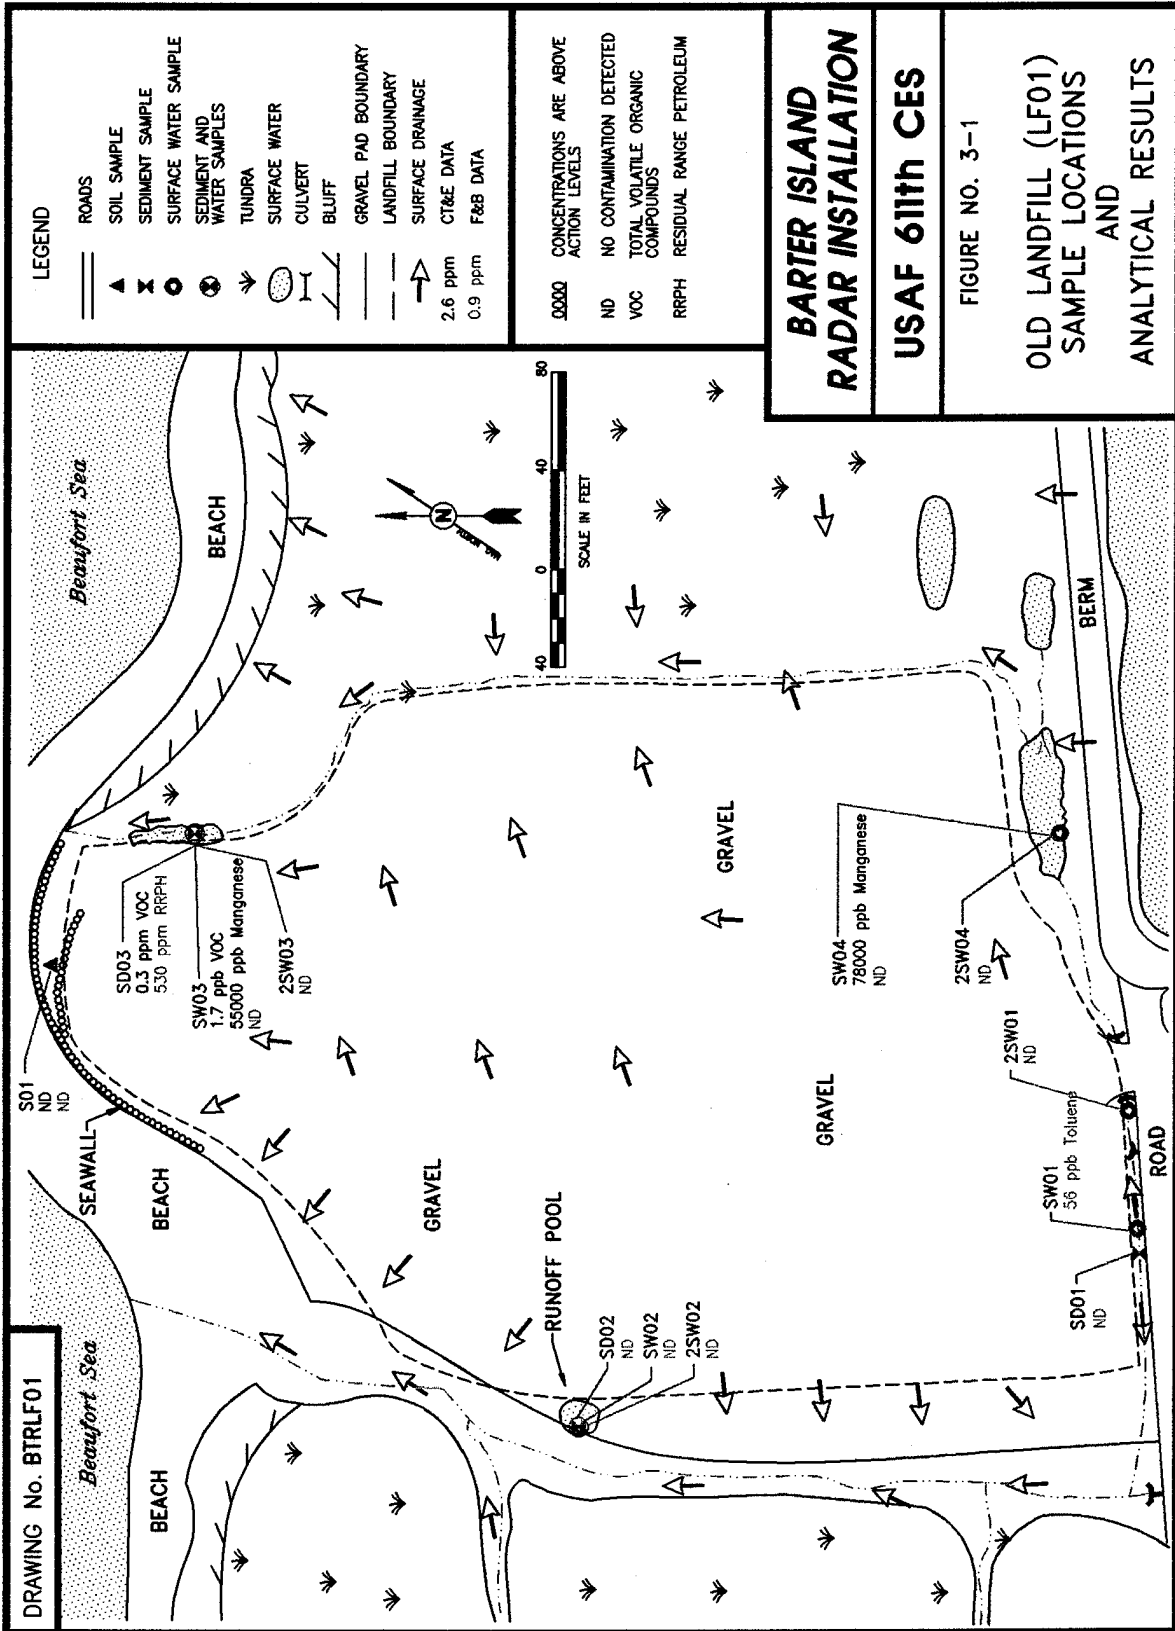 DRAWING No. BTRLF01
Beaufort Sea
Beaufort Sea
BEACH
BEACH
BEACH
SEAWALL
S01
ND
ND
SD03
0.3 ppm VOC
530 ppm RRPH
SW03
1.7 ppb VOC
55000 ppb Manganese
ND
2SW03
ND
GRAVEL
GRAVEL
GRAVEL
RUNOFF POOL
SD02
ND
SW02
ND
2SW02
ND
SW04
78000 ppb Manganese
ND
2SW04
ND
2SW01
ND
SW01
56 ppb Toluene
SD01
ND
ROAD
BERM
N
40 0 40 80
SCALE IN FEET
LEGEND
ROADS
SOIL SAMPLE
SEDIMENT SAMPLE
SURFACE WATER SAMPLE
SEDIMENT AND
WATER SAMPLES
TUNDRA
SURFACE WATER
CULVERT
BLUFF
GRAVEL PAD BOUNDARY
LANDFILL BOUNDARY
SURFACE DRAINAGE
2.6 ppm CT&E DATA
0.9 ppm F&B DATA
0000 CONCENTRATIONS ARE ABOVE
ACTION LEVELS
ND NO CONTAMINATION DETECTED
VOC TOTAL VOLATILE ORGANIC
COMPOUNDS
RRPH RESIDUAL RANGE PETROLEUM
BARTER ISLAND
RADAR INSTALLATION
USAF 611th CES
FIGURE NO. 3-1
OLD LANDFILL (LF01)
SAMPLE LOCATIONS
AND
ANALYTICAL RESULTS